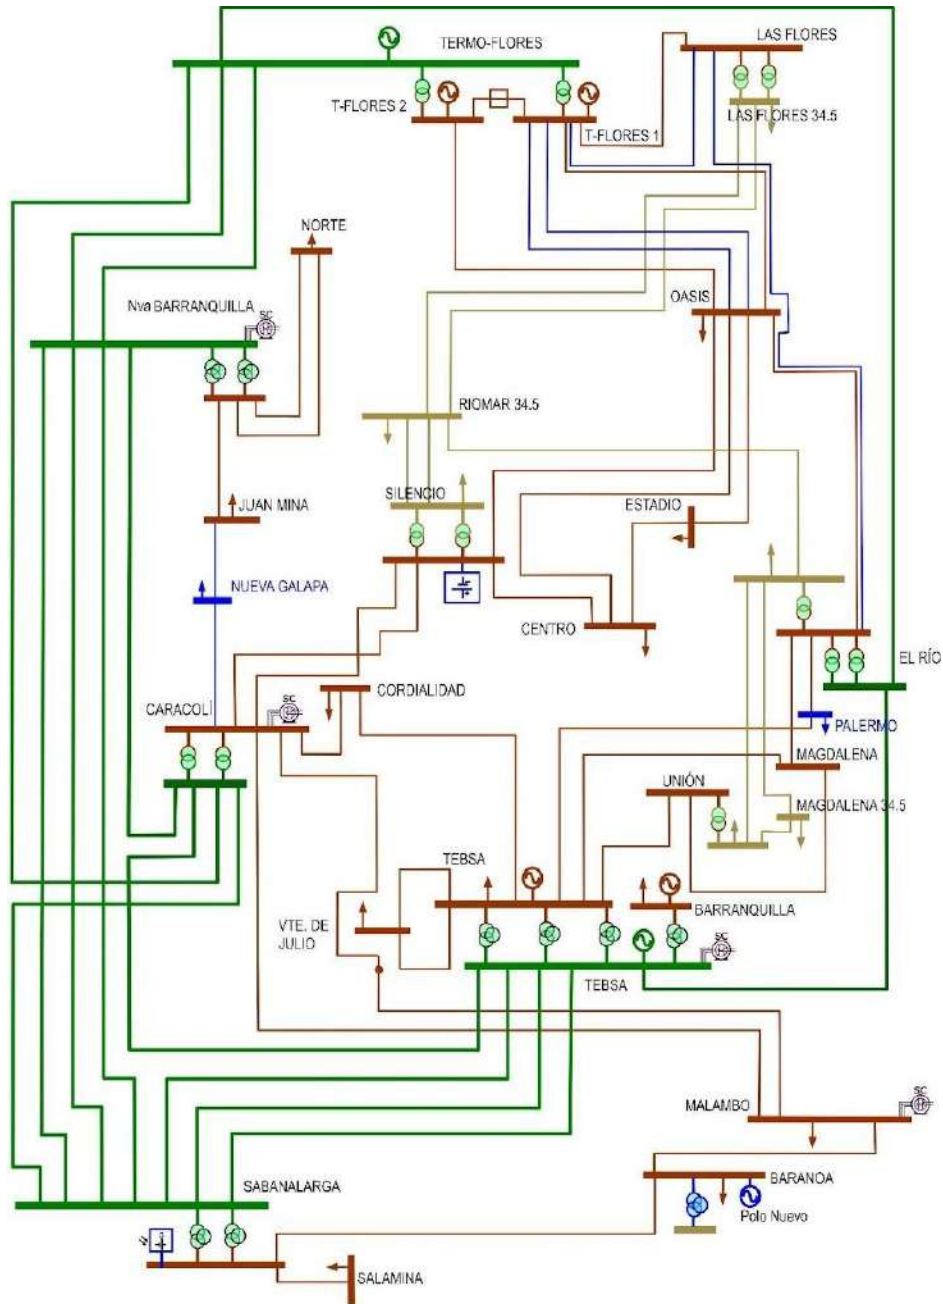 TERMO-FLORES
LAS FLORES
T-FLORES 2
LAS FLORES 34.5
T-FLORES 1
NORTE
Nva BARRANQUILLA
SC
OASIS
RIOMAR 34.5
SILENCIO
ESTADIO
JUAN MINA
NUEVA GALAPA
CENTRO
EL RÍO
CORDIALIDAD
SC
CARACOLÍ
PALERMO
MAGDALENA
UNIÓN
MAGDALENA 34.5
TEBSA
BARRANQUILLA
VTE. DE
JULIO
SC
TEBSA
SC
MALAMBO
SABANALARGA
BARANOA
Polo Nuevo
SALAMINA